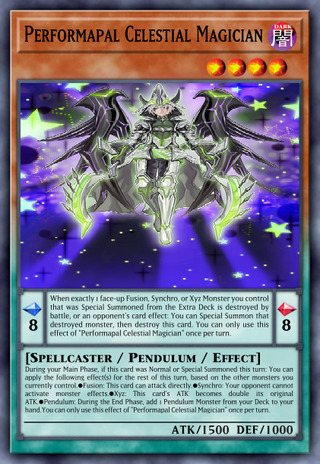 PERFORMAPAL CELESTIAL MAGICIAN
DARK
闇
When exactly 1 face-up Fusion, Synchro, or Xyz Monster you control
that was Special Summoned from the Extra Deck is destroyed by
battle, or an opponent's card effect: You can Special Summon that
destroyed monster, then destroy this card. You can only use this
effect of "Performapal Celestial Magician" once per turn.
8
8
[SPELLCASTER / PENDULUM / EFFECT]
During your Main Phase, if this card was Normal or Special Summoned this turn: You can
apply the following effect(s) for the rest of this turn, based on the other monsters you
currently control.●Fusion: This card can attack directly.●Synchro: Your opponent cannot
activate monster effects.●Xyz: This card's ATK becomes double its original
ATK.●Pendulum: During the End Phase, add 1 Pendulum Monster from your Deck to your
hand.You can only use this effect of "Performapal Celestial Magician" once per turn.
ATK/1500 DEF/1000